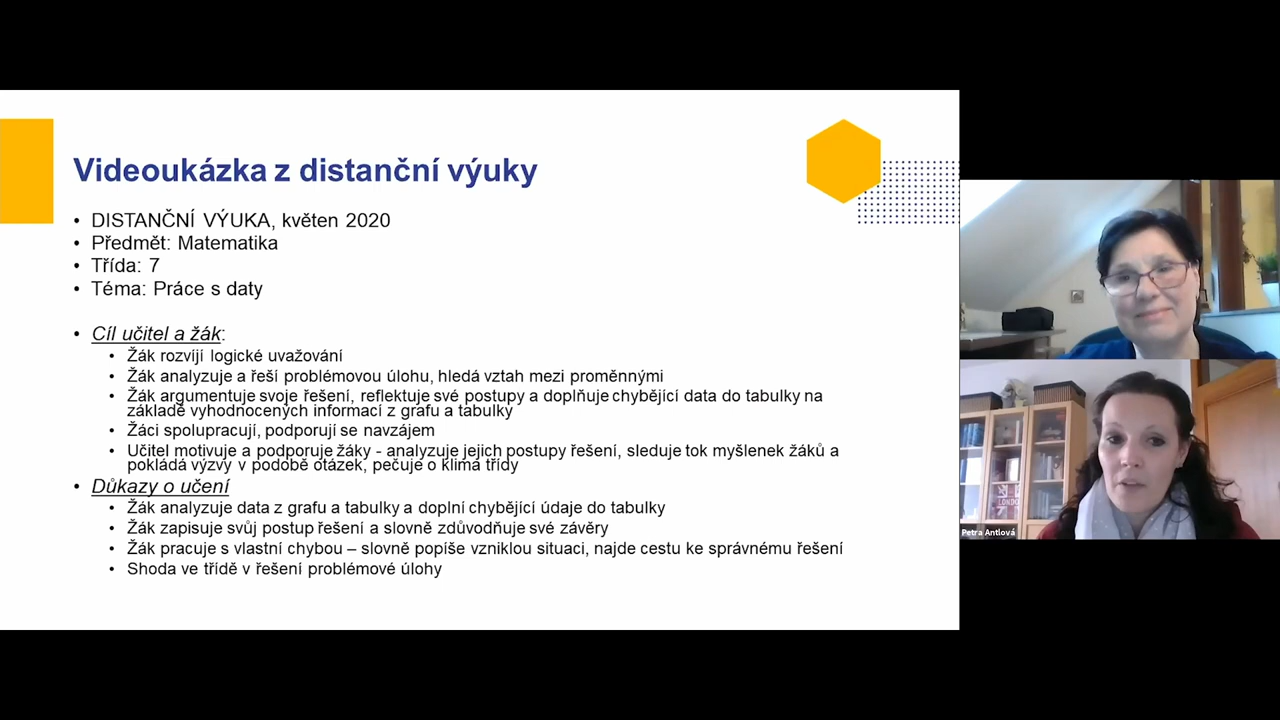 Videoukázka z distanční výuky
• DISTANČNÍ VÝUKA, květen 2020
• Předmět: Matematika
• Třída: 7
• Téma: Práce s daty
• Cíl učitel a žák:
• Žák rozvíjí logické uvažování
• Žák analyzuje a řeší problémovou úlohu, hledá vztah mezi proměnnými
• Žák argumentuje svoje řešení, reflektuje své postupy a doplňuje chybějící data do tabulky na
základě vyhodnocených informací z grafu a tabulky
• Žáci spolupracují, podporují se navzájem
• Učitel motivuje a podporuje žáky - analyzuje jejich postupy řešení, sleduje tok myšlenek žáků a
pokládá výzvy v podobě otázek, pečuje o klima třídy
• Důkazy o učení
• Žák analyzuje data z grafu a tabulky a doplní chybějící údaje do tabulky
• Žák zapisuje svůj postup řešení a slovně zdůvodňuje své závěry
• Žák pracuje s vlastní chybou – slovně popíše vzniklou situaci, najde cestu ke správnému řešení
• Shoda ve třídě v řešení problémové úlohy
LONDON
Petra Antlová